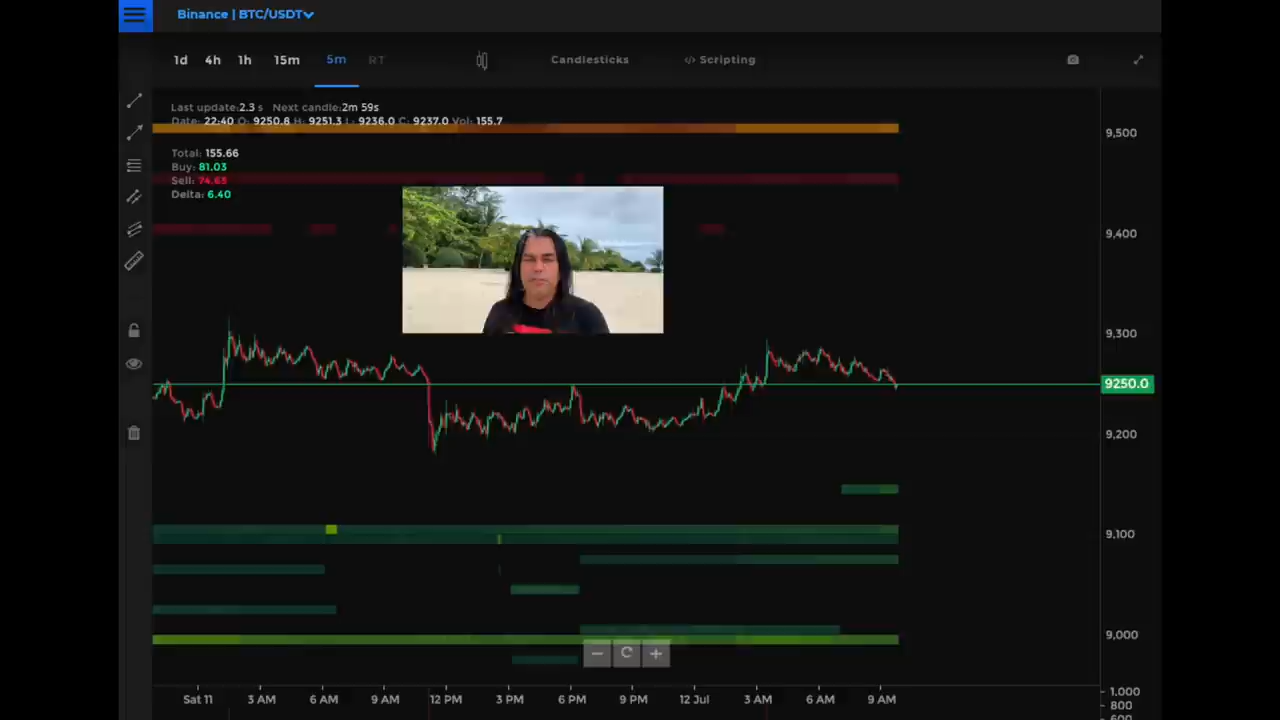 Binance | BTC/USDT
1d 4h 1h 15m 5m RT Candlesticks </> Scripting
Last update:2.3 s Next candle:2m 59s
Date: 22:40 O: 9250.8 H: 9251.3 L: 9236.0 C: 9237.0 Vol: 155.7
Total: 155.66
Buy: 81.03
Sell: 74.63
Delta: 6.40
9,500
9,400
9,300
9250.0
9,200
9,100
9,000
Sat 11 3 AM 6 AM 9 AM 12 PM 3 PM 6 PM 9 PM 12 Jul 3 AM 6 AM 9 AM
1,000
800
600